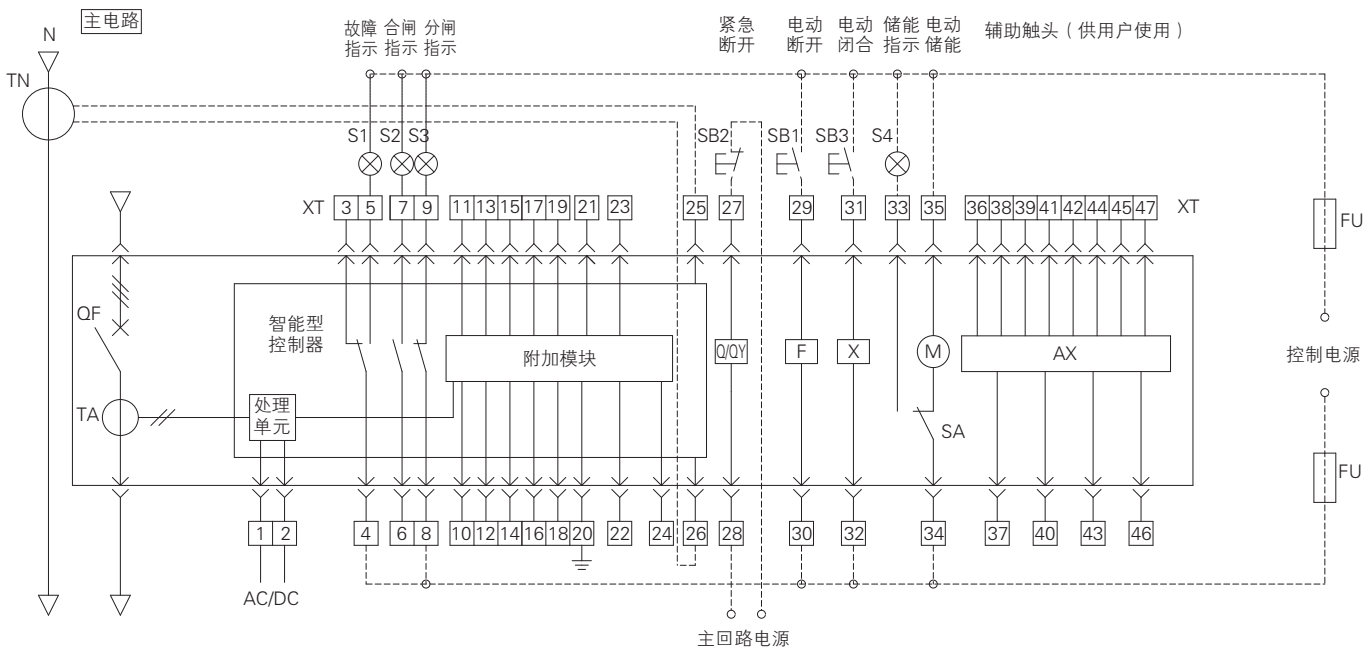 主电路
N
TN
故障
指示
合闸
指示
分闸
指示
紧急
断开
电动
断开
电动
闭合
储能
指示
电动
储能
辅助触头（供用户使用）
S1 S2 S3 SB2 SB1 SB3 S4
XT 3 5 7 9 11 13 15 17 19 21 23 25 27 29 31 33 35 36 38 39 41 42 44 45 47 XT
FU
QF
智能型
控制器
附加模块
Q/QY F X M AX
控制电源
TA
处理
单元
SA
FU
1 2 4 6 8 10 12 14 16 18 20 22 24 26 28 30 32 34 37 40 43 46
AC/DC
主回路电源